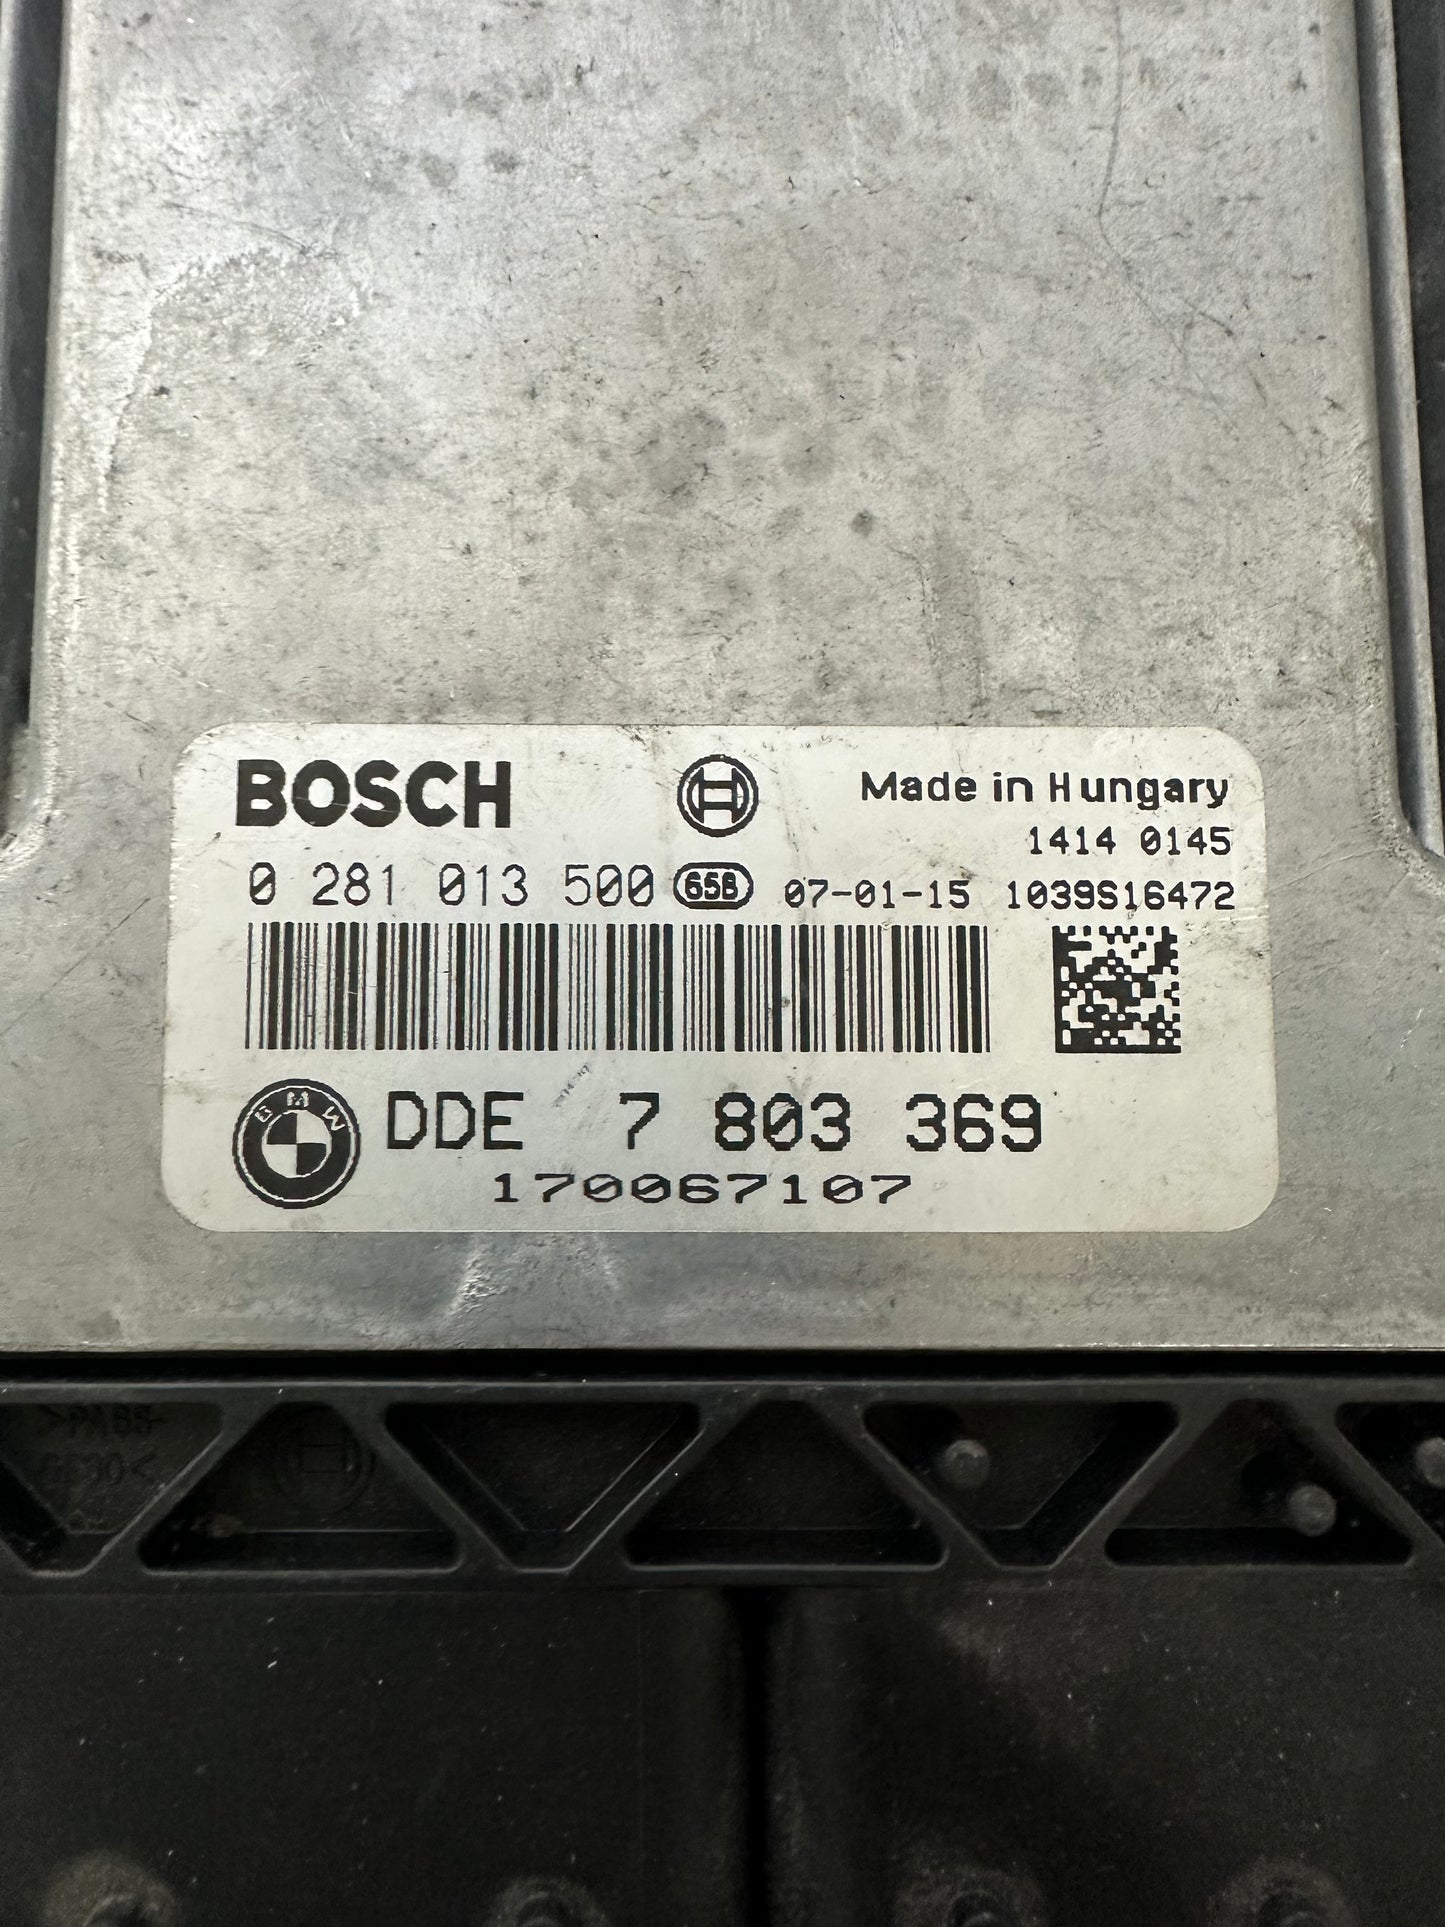 BOSCH
Made in Hungary
1414 0145
0 281 013 500 65B 07-01-15 1039S16472
BMW DDE 7 803 369
170067107